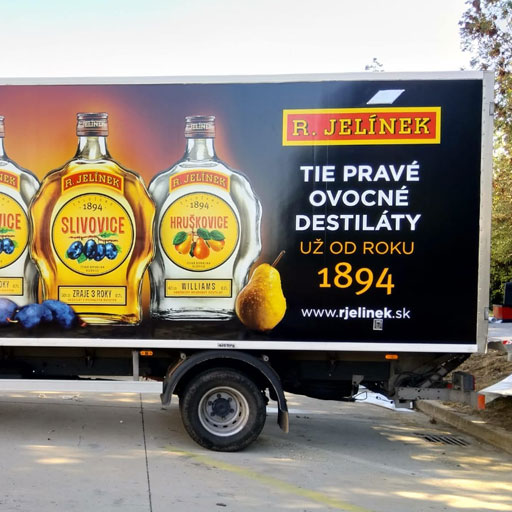 R. JELÍNEK
TIE PRAVÉ
OVOCNÉ
DESTILÁTY
UŽ OD ROKU
1894
www.rjelinek.sk
R. JELÍNEK
1894
SLIVOVICE
ZRAJE 3 ROKY
R. JELÍNEK
1894
HRUŠKOVICE
WILLIAMS